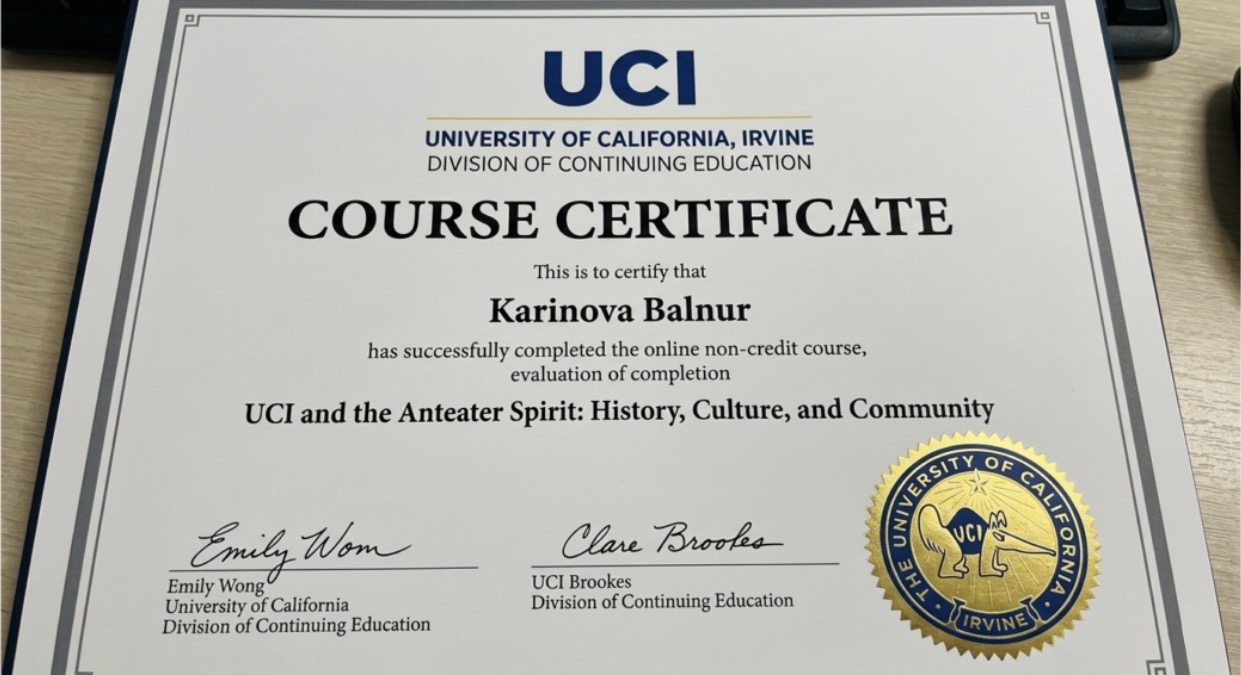 UCI
UNIVERSITY OF CALIFORNIA, IRVINE
DIVISION OF CONTINUING EDUCATION
COURSE CERTIFICATE
This is to certify that
Karinova Balnur
has successfully completed the online non-credit course,
evaluation of completion
UCI and the Anteater Spirit: History, Culture, and Community
Emily Wom
Emily Wong
University of California
Division of Continuing Education
Clare Brookes
UCI Brookes
Division of Continuing Education
THE UNIVERSITY OF CALIFORNIA
UCI
IRVINE